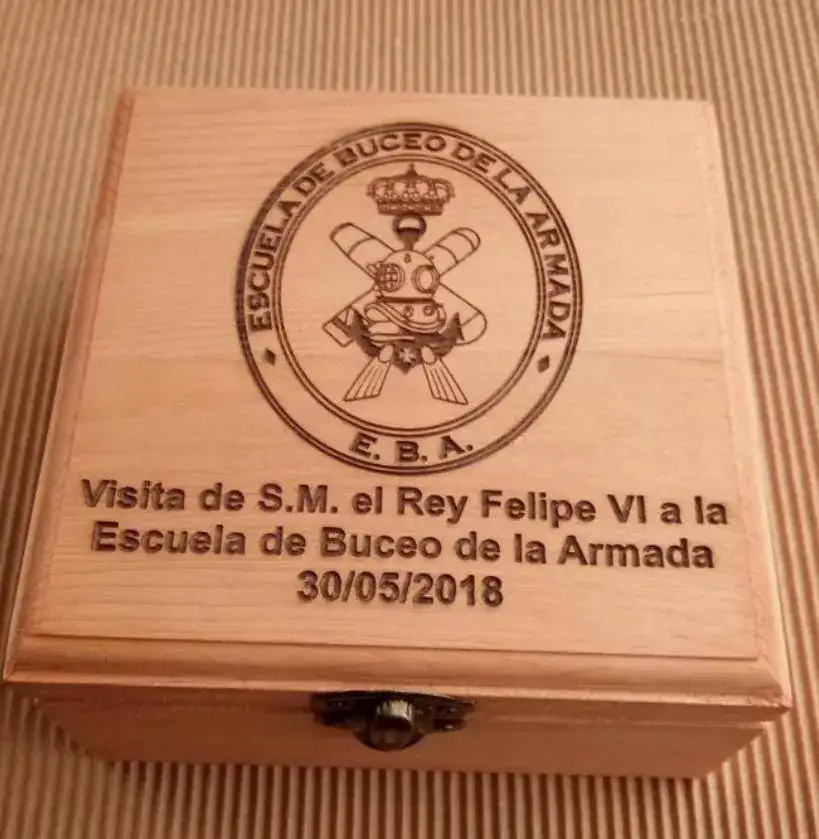 ESCUELA DE BUCEO DE LA ARMADA
E. B. A.
Visita de S.M. el Rey Felipe VI a la
Escuela de Buceo de la Armada
30/05/2018